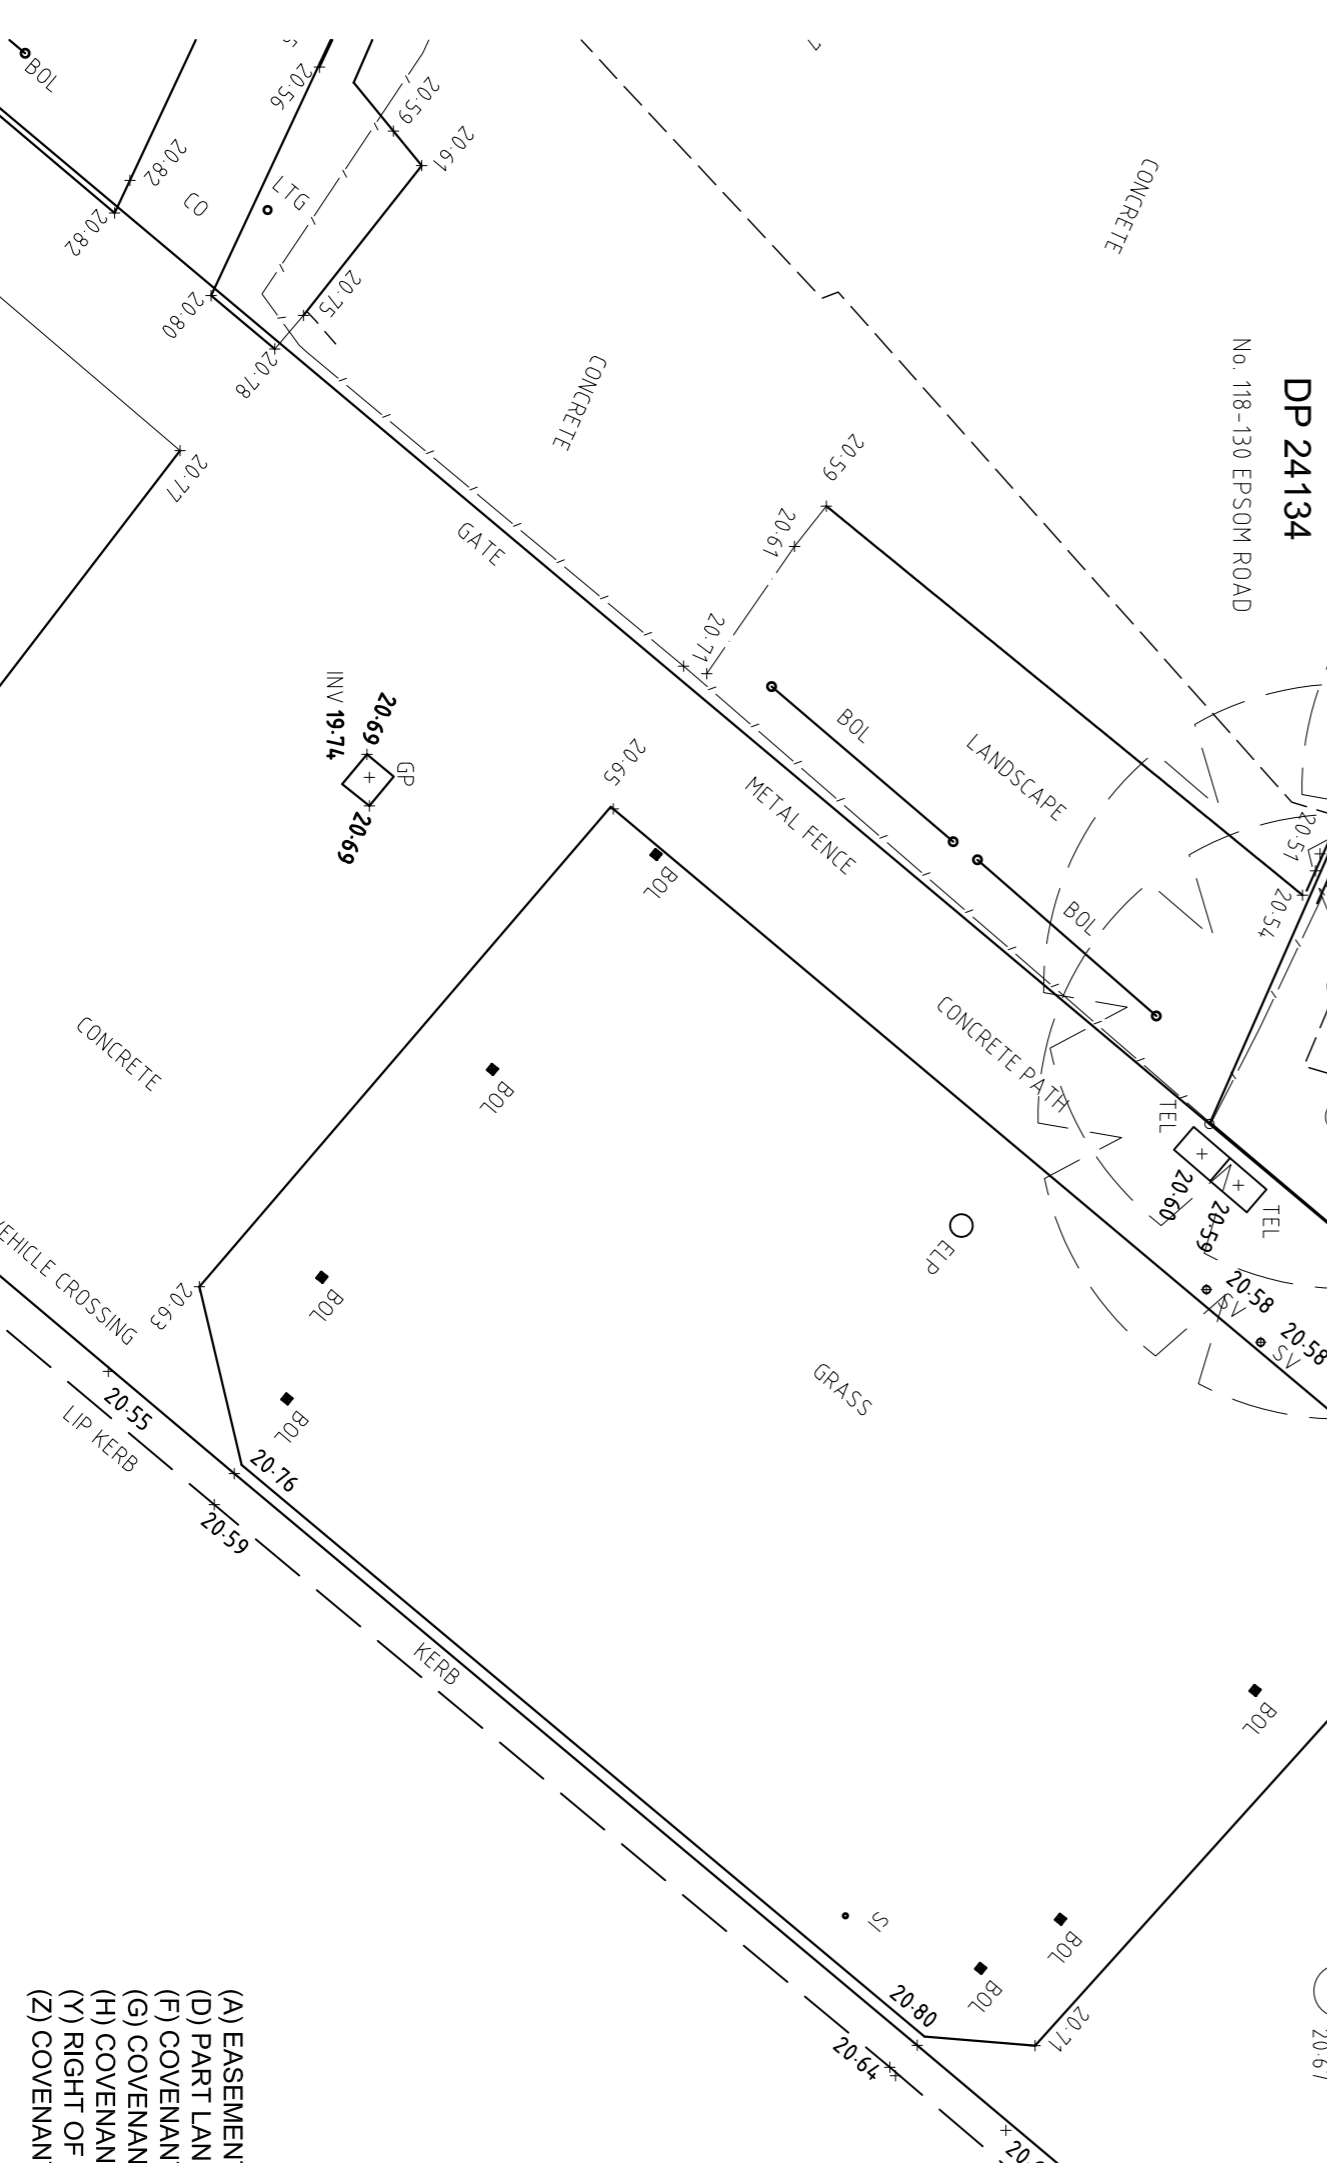 BOL
20·56
20·59
20·61
20·82
CO
LTG
20·82
20·80
20·75
20·78
20·77
CONCRETE
CONCRETE
DP 24134
No. 118-130 EPSOM ROAD
GATE
20·59
20·61
20·71
BOL
LANDSCAPE
METAL FENCE
BOL
20·51
20·54
INV 19·74
20·69
GP
20·69
20·65
BOL
CONCRETE PATH
TEL
20·60
20·59
TEL
20·58
SV
20·58
SV
CONCRETE
BOL
ELP
BOL
20·63
BOL
GRASS
VEHICLE CROSSING
20·55
LIP KERB
20·76
20·59
KERB
BOL
SI
BOL
BOL
20·80
20·71
20·64
20·67
(A) EASEMEN
(D) PART LAN
(F) COVENAN
(G) COVENAN
(H) COVENAN
(Y) RIGHT OF
(Z) COVENAN